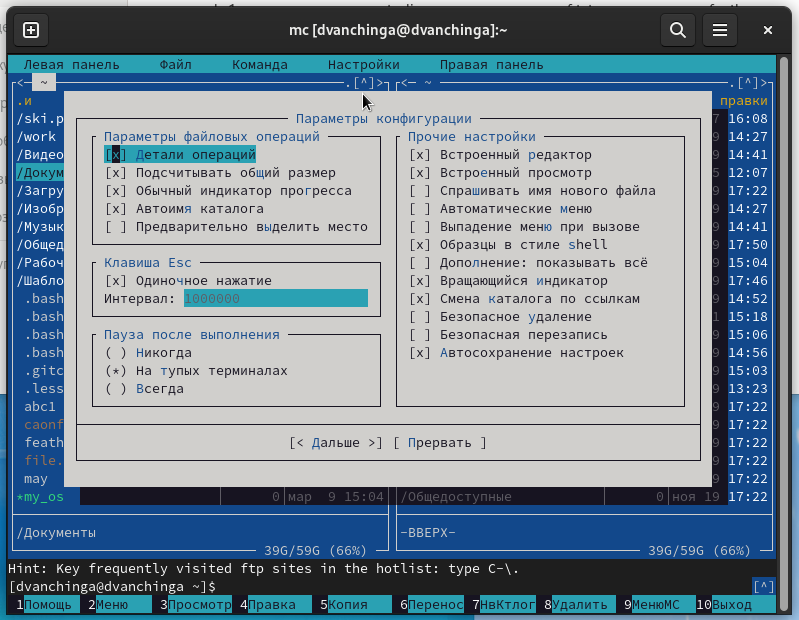 mc [dvanchinga@dvanchinga]:~
Левая панель Файл Команда Настройки Правая панель
<— ~ .[^]> <— ~ .[^]>
.и правки
Параметры конфигурации
/ski.p 16:08
Параметры файловых операций Прочие настройки
/work 14:27
/Видео [x] Детали операций [x] Встроенный редактор 14:41
/Докум [x] Подсчитывать общий размер [x] Встроенный просмотр 12:07
/Загру [x] Обычный индикатор прогресса [ ] Спрашивать имя нового файла 17:22
/Изобр [x] Автоимя каталога [ ] Автоматические меню 14:27
/Музык [ ] Предварительно выделить место [ ] Выпадение меню при вызове 14:41
/Общед [x] Образцы в стиле shell 17:50
/Рабоч Клавиша Esc [ ] Дополнение: показывать всё 15:04
/Шабло [x] Одиночное нажатие [x] Вращающийся индикатор 17:46
.bash Интервал: 1000000 [x] Смена каталога по ссылкам 14:52
.bash [ ] Безопасное удаление 15:18
.bash Пауза после выполнения [ ] Безопасная перезапись 15:06
.bash ( ) Никогда [x] Автосохранение настроек 14:56
.gitc (*) На тупых терминалах 15:03
.less ( ) Всегда 13:23
abc1 17:22
caonf 17:22
feath [< Дальше >] [ Прервать ] 17:22
file. 17:22
may 17:22
*my_os 0 мар 9 15:04 /Общедоступные 0 ноя 19 17:22
/Документы -ВВЕРХ-
39G/59G (66%) 39G/59G (66%)
Hint: Key frequently visited ftp sites in the hotlist: type C-\.
[dvanchinga@dvanchinga ~]$ [^]
1Помощь 2Меню 3Просмотр 4Правка 5Копия 6Перенос 7НвКтлог 8Удалить 9МенюMC 10Выход